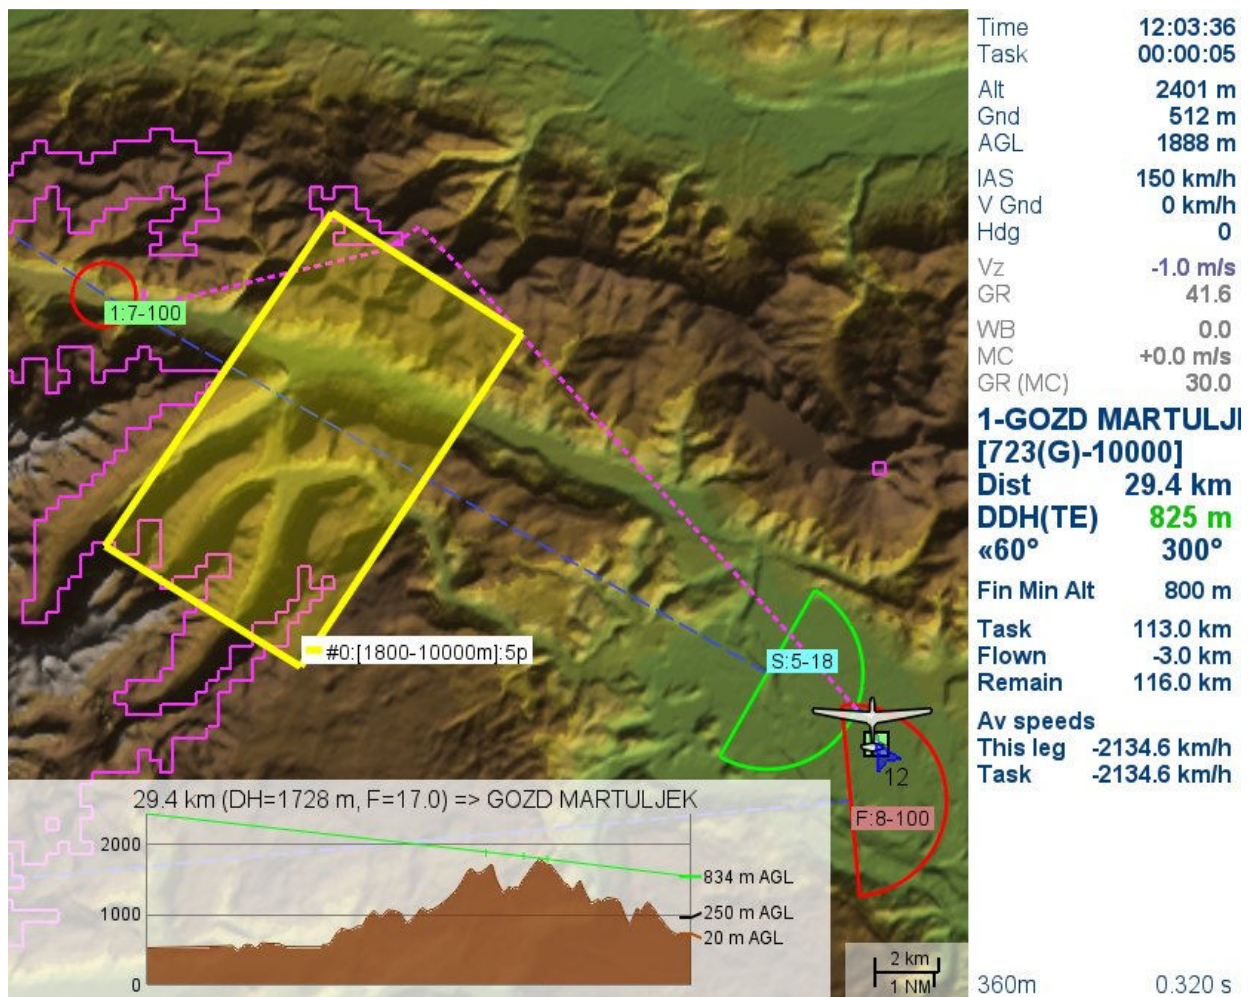 Time 12:03:36
Task 00:00:05
Alt 2401 m
Gnd 512 m
AGL 1888 m
IAS 150 km/h
V Gnd 0 km/h
Hdg 0
Vz -1.0 m/s
GR 41.6
WB 0.0
MC +0.0 m/s
GR (MC) 30.0
1-GOZD MARTULJ
[723(G)-10000]
Dist 29.4 km
DDH(TE) 825 m
«60° 300°
Fin Min Alt 800 m
Task 113.0 km
Flown -3.0 km
Remain 116.0 km
Av speeds
This leg -2134.6 km/h
Task -2134.6 km/h
360m 0.320 s
1:7-100
#0:[1800-10000m]:5p
S:5-18
12
F:8-100
29.4 km (DH=1728 m, F=17.0) => GOZD MARTULJEK
2000
1000
0
834 m AGL
250 m AGL
20 m AGL
2 km
1 NM